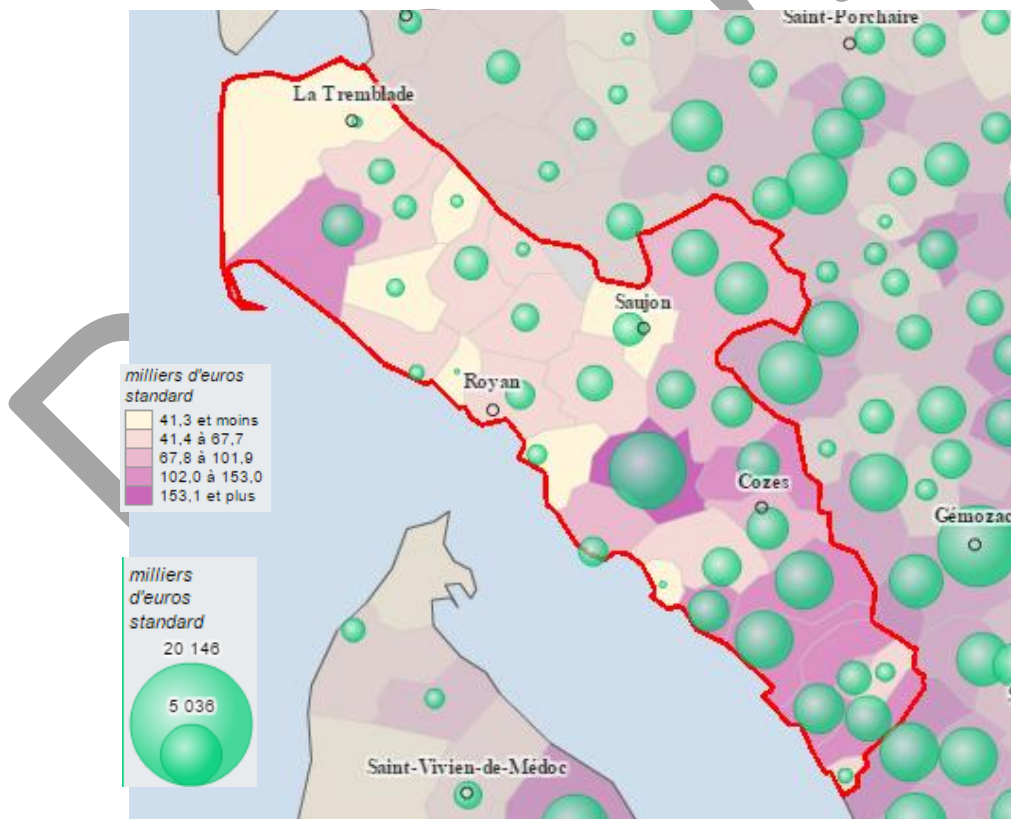 Saint-Porchaire
La Tremblade
Saujon
Royan
milliers d'euros
standard
41,3 et moins
41,4 à 67,7
67,8 à 101,9
102,0 à 153,0
153,1 et plus
Cozes
Gémozac
milliers
d'euros
standard
20 146
5 036
Saint-Vivien-de-Médoc